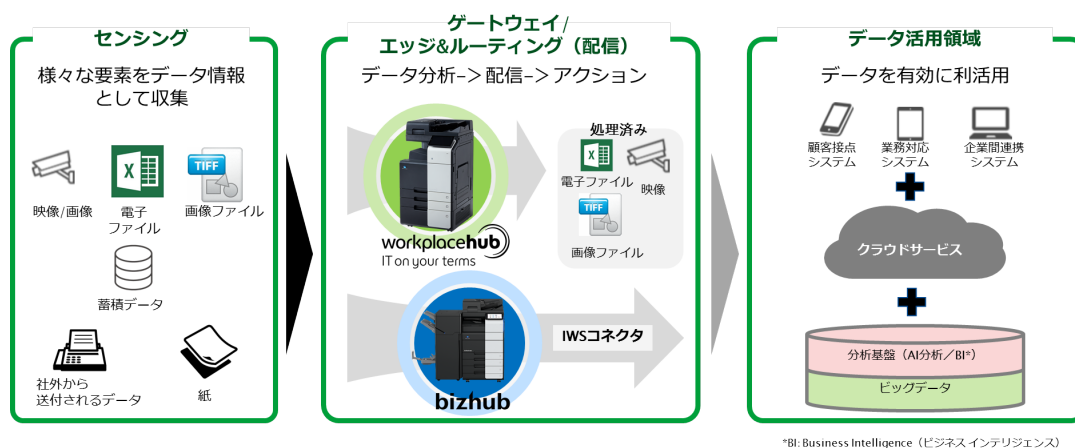 センシング
様々な要素をデータ情報
として収集
映像/画像
電子
ファイル
TIFF
画像ファイル
蓄積データ
社外から
送付されるデータ
紙
ゲートウェイ/
エッジ&ルーティング（配信）
データ分析–> 配信–> アクション
workplacehub
IT on your terms
処理済み
電子ファイル
映像
TIFF
画像ファイル
bizhub
IWSコネクタ
データ活用領域
データを有効に利活用
顧客接点
システム
業務対応
システム
企業間連携
システム
クラウドサービス
分析基盤（AI分析／BI*）
ビッグデータ
*BI: Business Intelligence（ビジネス インテリジェンス）